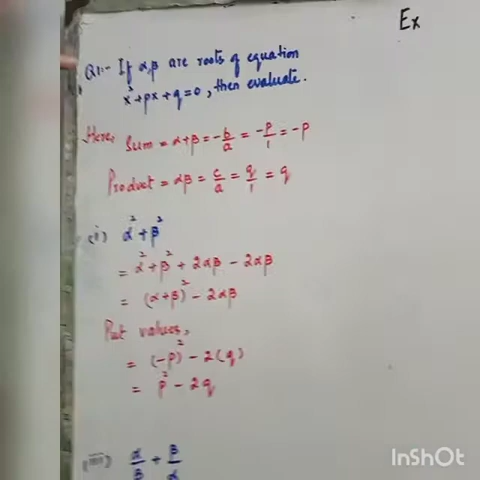 Ex
Q1:- If α,β are roots of equation
x²+px+q=0, then evaluate.
Here, Sum = α+β = -b/a = -p/1 = -p
Product = αβ = c/a = q/1 = q
(i) α²+β²
= α²+β²+2αβ-2αβ
= (α+β)²-2αβ
Put values,
= (-p)²-2(q)
= p²-2q
(iii) α/β + β/α
InShOt